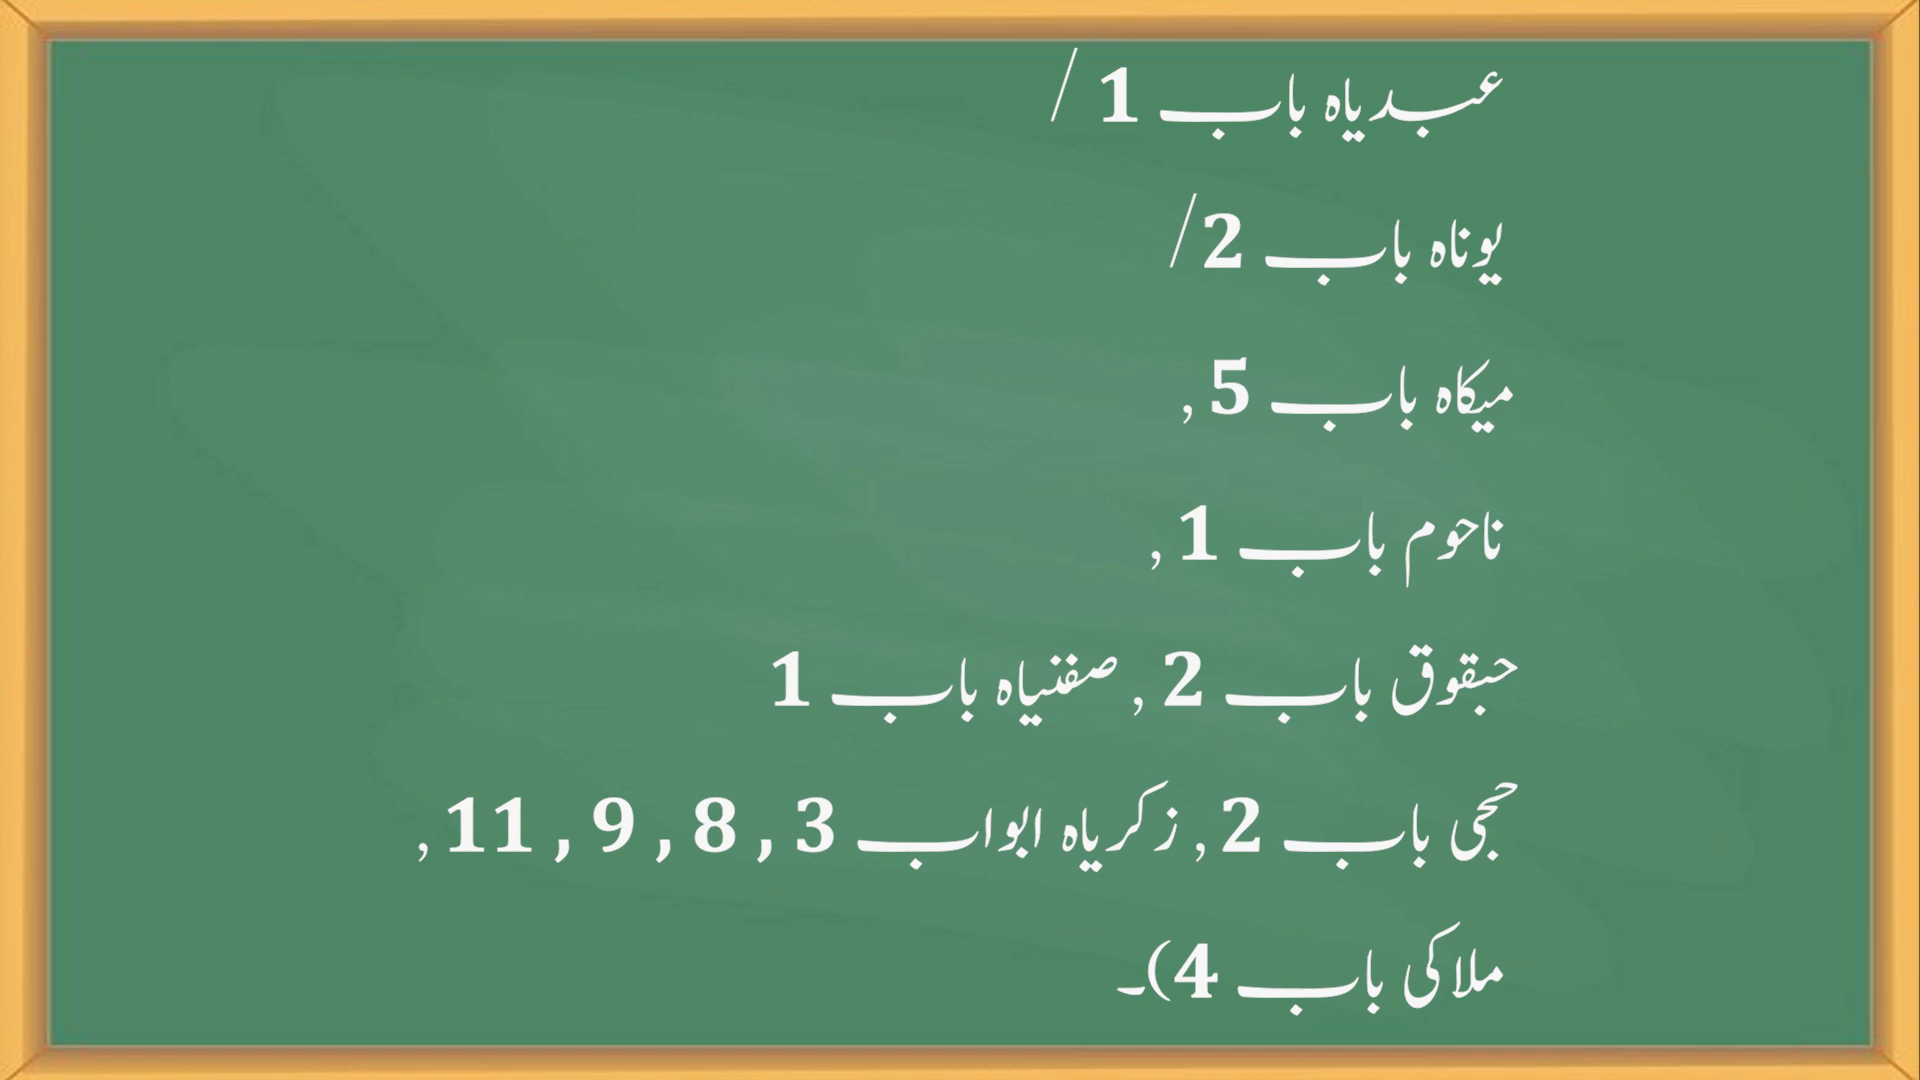 عبدیاہ باب 1 /
یوناہ باب 2/
میکاہ باب 5,
ناحوم باب 1,
حبقوق باب 2, صفنیاہ باب 1
حجی باب 2, زکریاہ ابواب 3 , 8 , 9 , 11,
ملاکی باب 4)۔